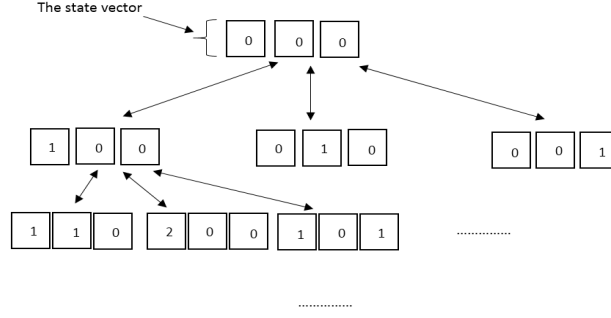 The state vector
0 0 0
1 0 0 0 1 0 0 0 1
1 1 0 2 0 0 1 0 1 ...............
...............